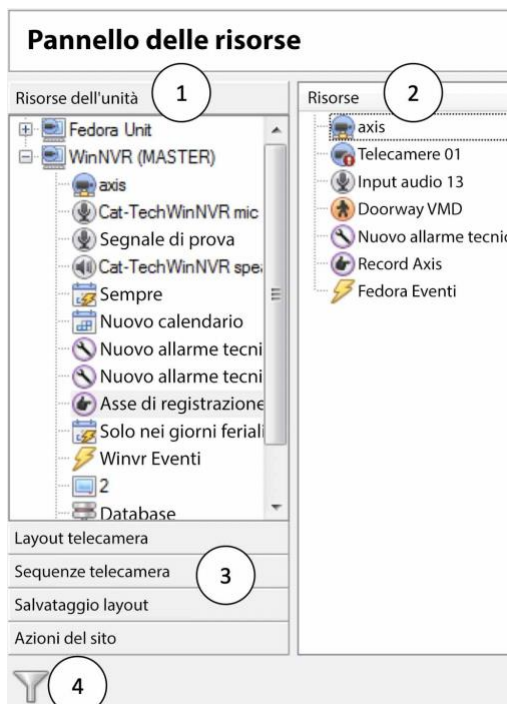 Pannello delle risorse
Risorse dell'unità
1
Fedora Unit
WinNVR (MASTER)
axis
Cat-TechWinNVR mic
Segnale di prova
Cat-TechWinNVR spe
Sempre
Nuovo calendario
Nuovo allarme tecni
Nuovo allarme tecni
Asse di registrazione
Solo nei giorni feriali
Winvr Eventi
2
Database
Layout telecamera
Sequenze telecamera
3
Salvataggio layout
Azioni del sito
4
Risorse
2
axis
Telecamere 01
Input audio 13
Doorway VMD
Nuovo allarme tecnic
Record Axis
Fedora Eventi